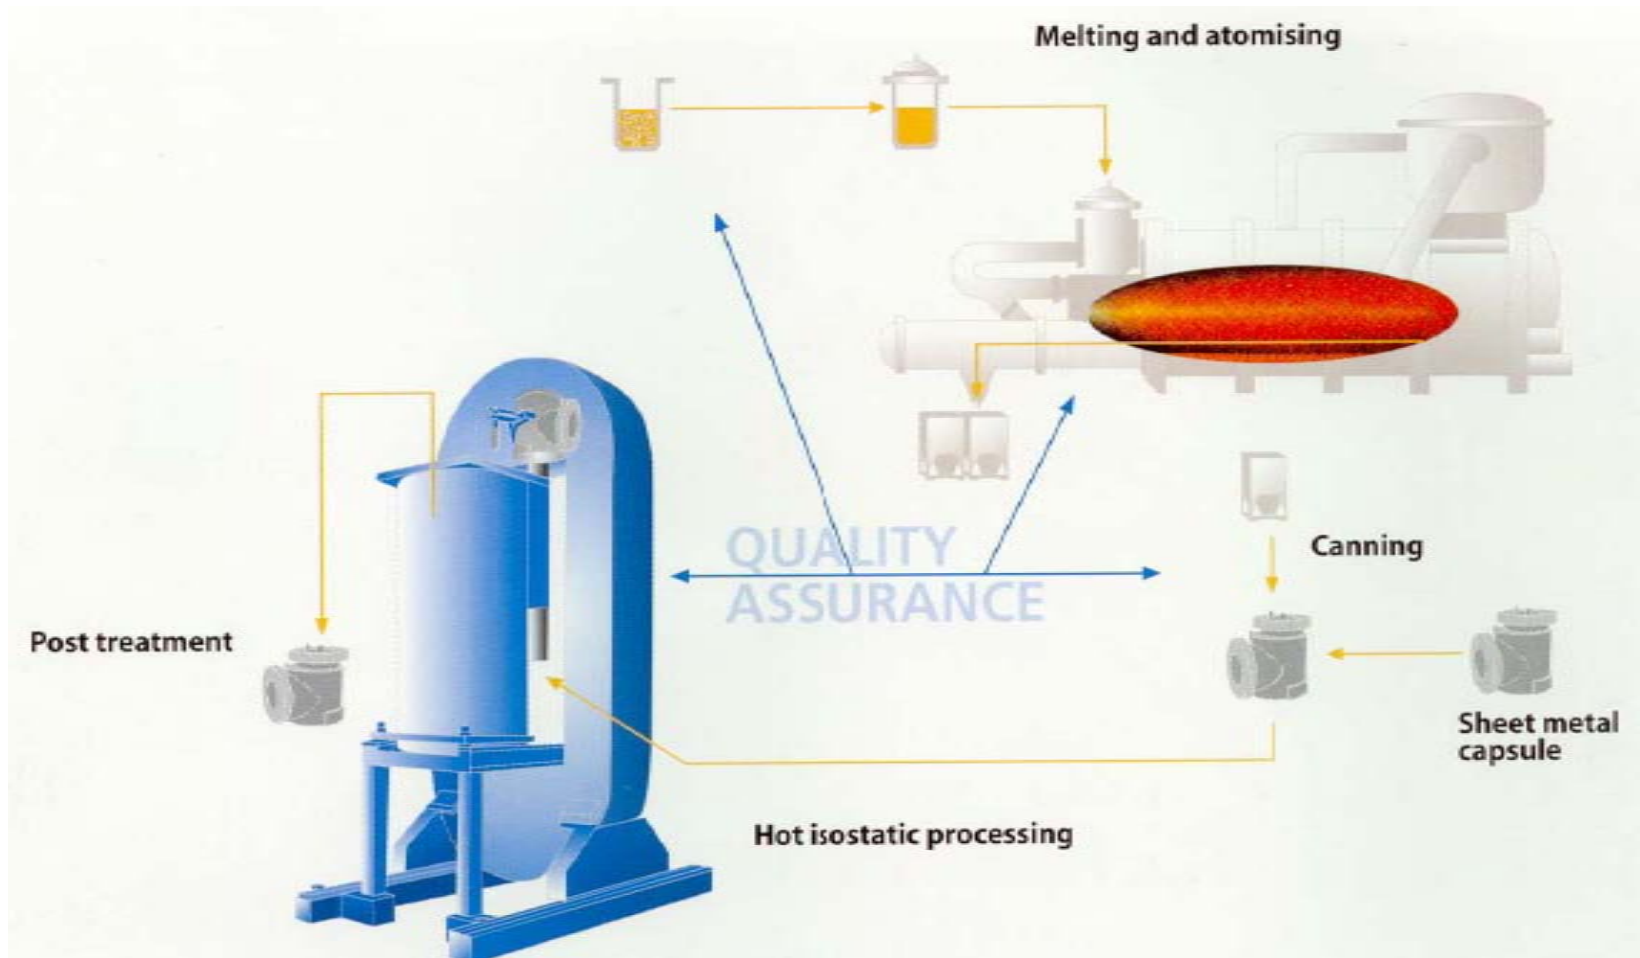 Melting and atomising
QUALITY
ASSURANCE
Canning
Post treatment
Sheet metal
capsule
Hot isostatic processing